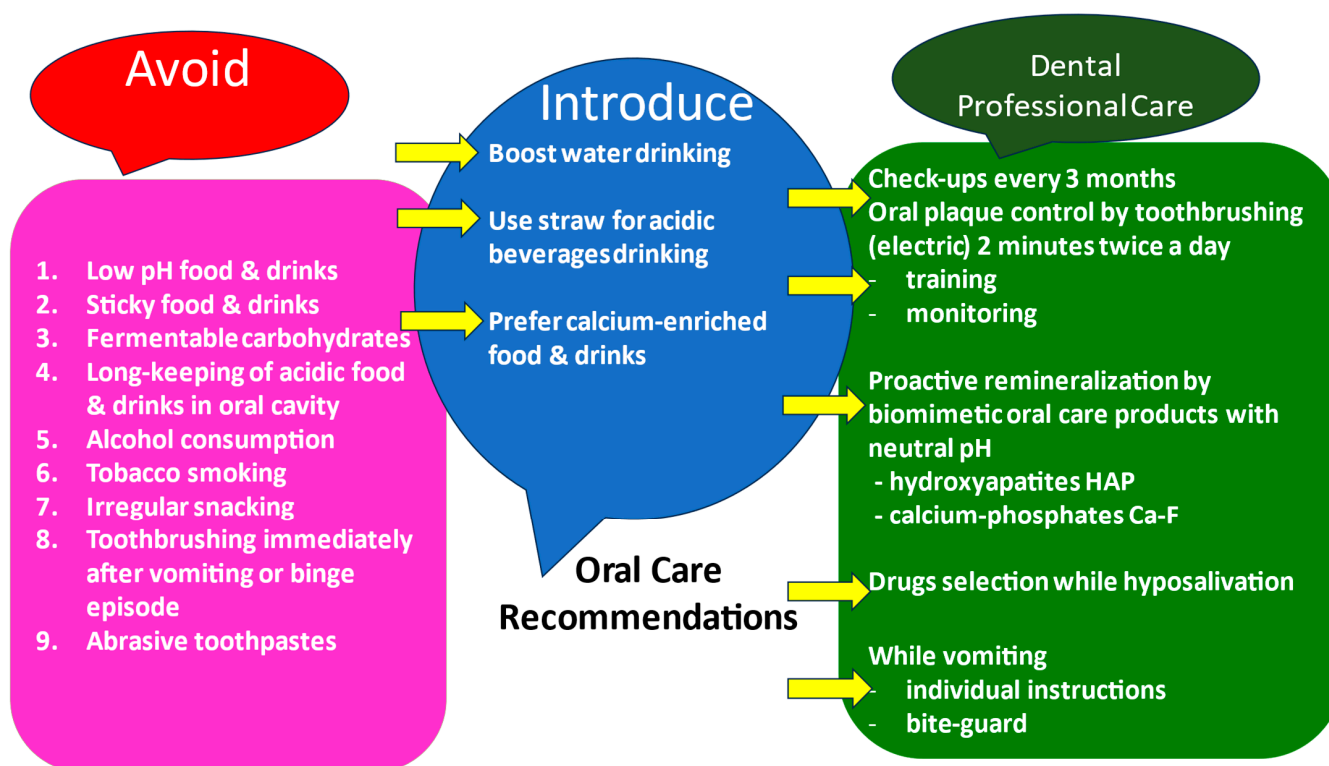 Avoid
1. Low pH food & drinks
2. Sticky food & drinks
3. Fermentable carbohydrates
4. Long-keeping of acidic food
& drinks in oral cavity
5. Alcohol consumption
6. Tobacco smoking
7. Irregular snacking
8. Toothbrushing immediately
after vomiting or binge
episode
9. Abrasive toothpastes
Introduce
Boost water drinking
Use straw for acidic
beverages drinking
Prefer calcium-enriched
food & drinks
Oral Care
Recommendations
Dental
Professional Care
Check-ups every 3 months
Oral plaque control by toothbrushing
(electric) 2 minutes twice a day
- training
- monitoring
Proactive remineralization by
biomimetic oral care products with
neutral pH
- hydroxyapatites HAP
- calcium-phosphates Ca-F
Drugs selection while hyposalivation
While vomiting
- individual instructions
- bite-guard